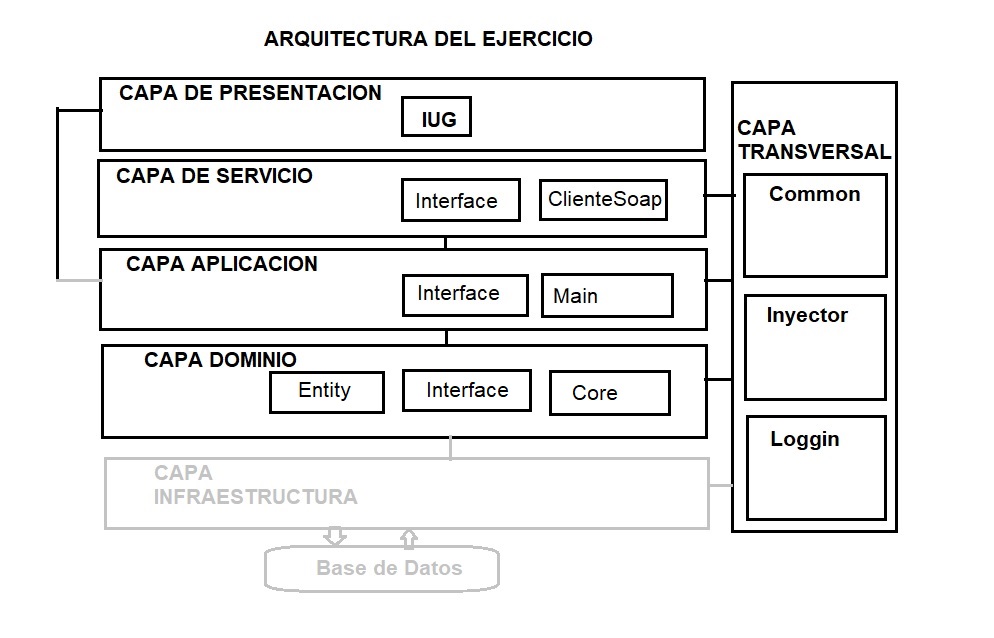 ARQUITECTURA DEL EJERCICIO
CAPA DE PRESENTACION
IUG
CAPA DE SERVICIO
Interface
ClienteSoap
CAPA APLICACION
Interface
Main
CAPA DOMINIO
Entity
Interface
Core
CAPA
INFRAESTRUCTURA
Base de Datos
CAPA
TRANSVERSAL
Common
Inyector
Loggin